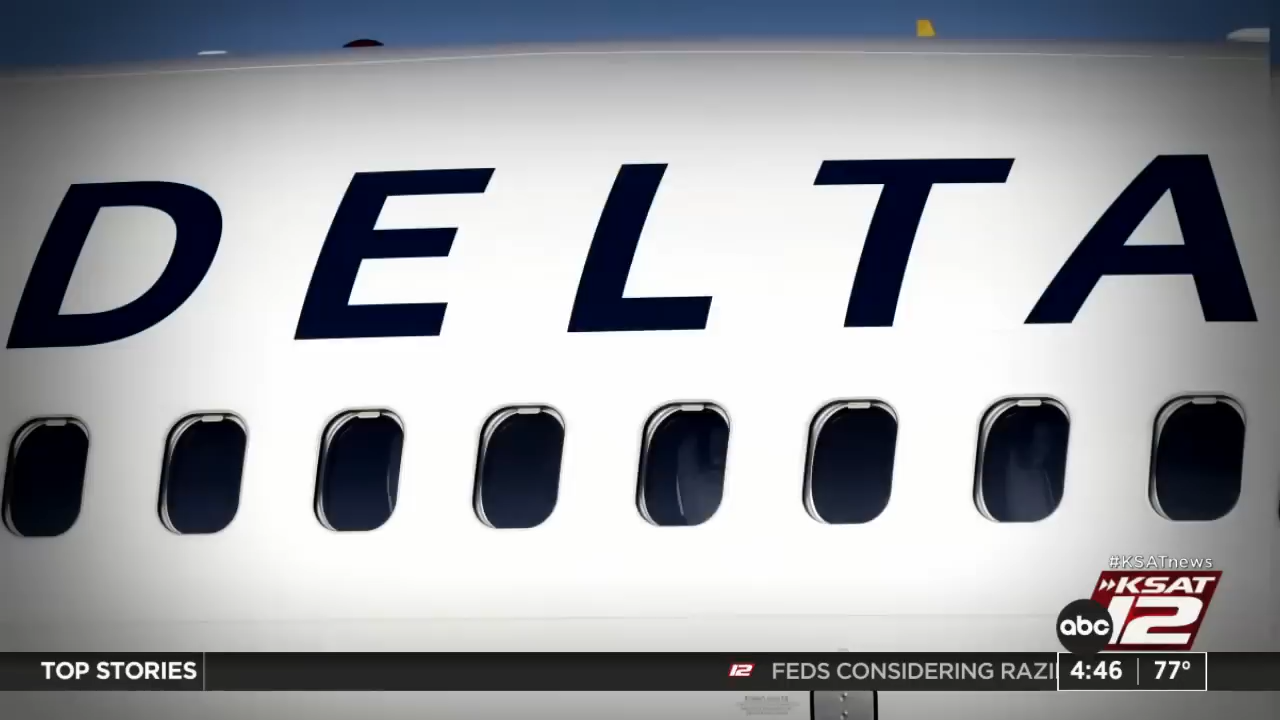 DELTA
#KSATnews
KSAT
abc 12
TOP STORIES
12 FEDS CONSIDERING RAZI
4:46 77°